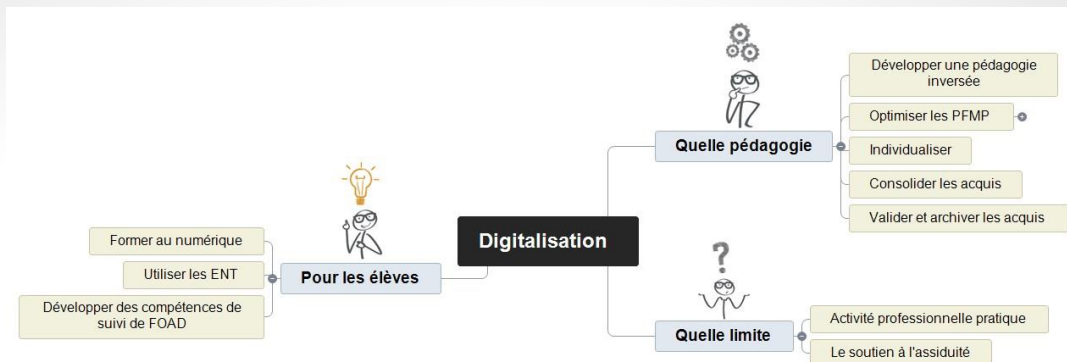 Digitalisation
Quelle pédagogie
Développer une pédagogie
inversée
Optimiser les PFMP
Individualiser
Consolider les acquis
Valider et archiver les acquis
Pour les élèves
Former au numérique
Utiliser les ENT
Développer des compétences de
suivi de FOAD
?
Quelle limite
Activité professionnelle pratique
Le soutien à l'assiduité